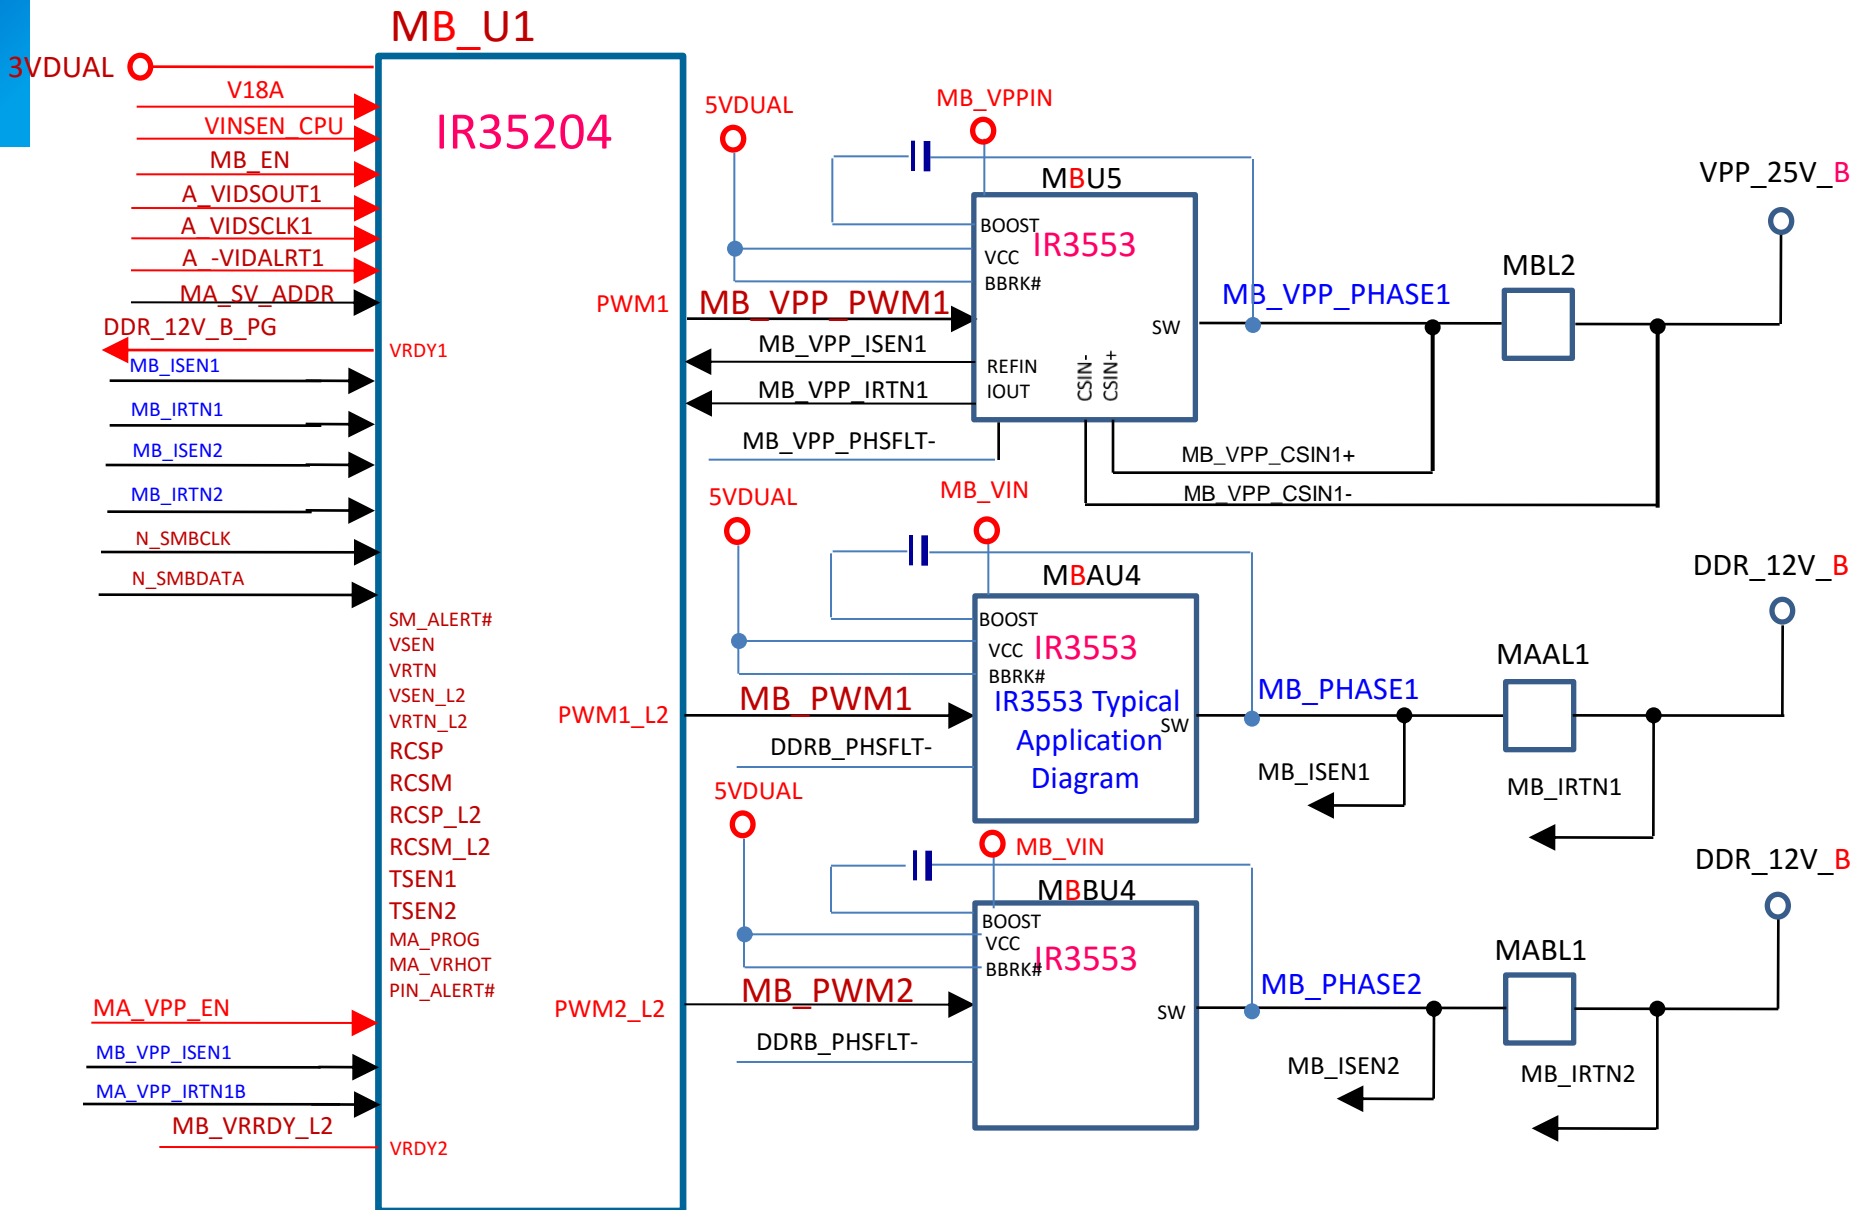 MB_U1
3VDUAL
V18A
VINSEN_CPU
MB_EN
A_VIDSOUT1
A_VIDSCLK1
A_-VIDALRT1
MA_SV_ADDR
DDR_12V_B_PG
MB_ISEN1
MB_IRTN1
MB_ISEN2
MB_IRTN2
N_SMBCLK
N_SMBDATA
MA_VPP_EN
MB_VPP_ISEN1
MA_VPP_IRTN1B
MB_VRRDY_L2
IR35204
VRDY1
SM_ALERT#
VSEN
VRTN
VSEN_L2
VRTN_L2
RCSP
RCSM
RCSP_L2
RCSM_L2
TSEN1
TSEN2
MA_PROG
MA_VRHOT
PIN_ALERT#
VRDY2
PWM1
PWM1_L2
PWM2_L2
5VDUAL
MB_VPPIN
MBU5
BOOST
IR3553
VCC
BBRK#
MB_VPP_PWM1
MB_VPP_ISEN1
MB_VPP_IRTN1
MB_VPP_PHSFLT-
REFIN
IOUT
CSIN-
CSIN+
SW
MB_VPP_PHASE1
MBL2
VPP_25V_B
MB_VPP_CSIN1+
MB_VPP_CSIN1-
5VDUAL
MB_VIN
MBAU4
BOOST
VCC
IR3553
BBRK#
IR3553 Typical
Application
Diagram
SW
MB_PWM1
DDRB_PHSFLT-
MB_PHASE1
MAAL1
DDR_12V_B
MB_ISEN1
MB_IRTN1
5VDUAL
MB_VIN
MBBU4
BOOST
VCC
IR3553
BBRK#
SW
MB_PWM2
DDRB_PHSFLT-
MB_PHASE2
MABL1
DDR_12V_B
MB_ISEN2
MB_IRTN2